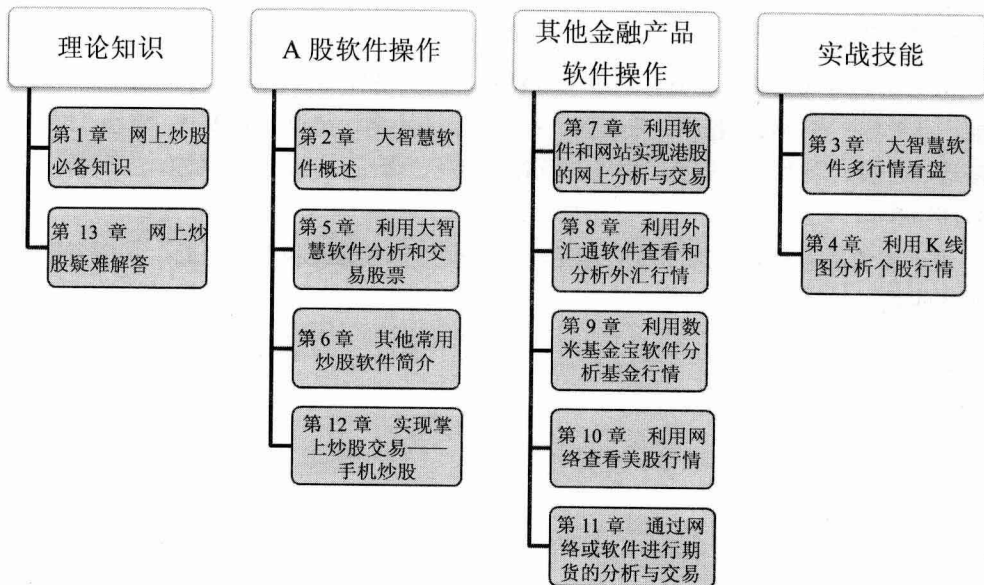 理论知识
第1章 网上炒股
必备知识
第 13 章 网上炒
股疑难解答
A 股软件操作
第2章 大智慧软
件概述
第5章 利用大智
慧软件分析和交
易股票
第6章 其他常用
炒股软件简介
第12章 实现掌
上炒股交易——
手机炒股
其他金融产品
软件操作
第7章 利用软
件和网站实现港股
的网上分析与交易
第8章 利用外
汇通软件查看和
分析外汇行情
第9章 利用数
米基金宝软件分
析基金行情
第10章 利用网
络查看美股行情
第11章 通过网
络或软件进行期
货的分析与交易
实战技能
第3章 大智慧软
件多行情看盘
第4章 利用K线
图分析个股行情